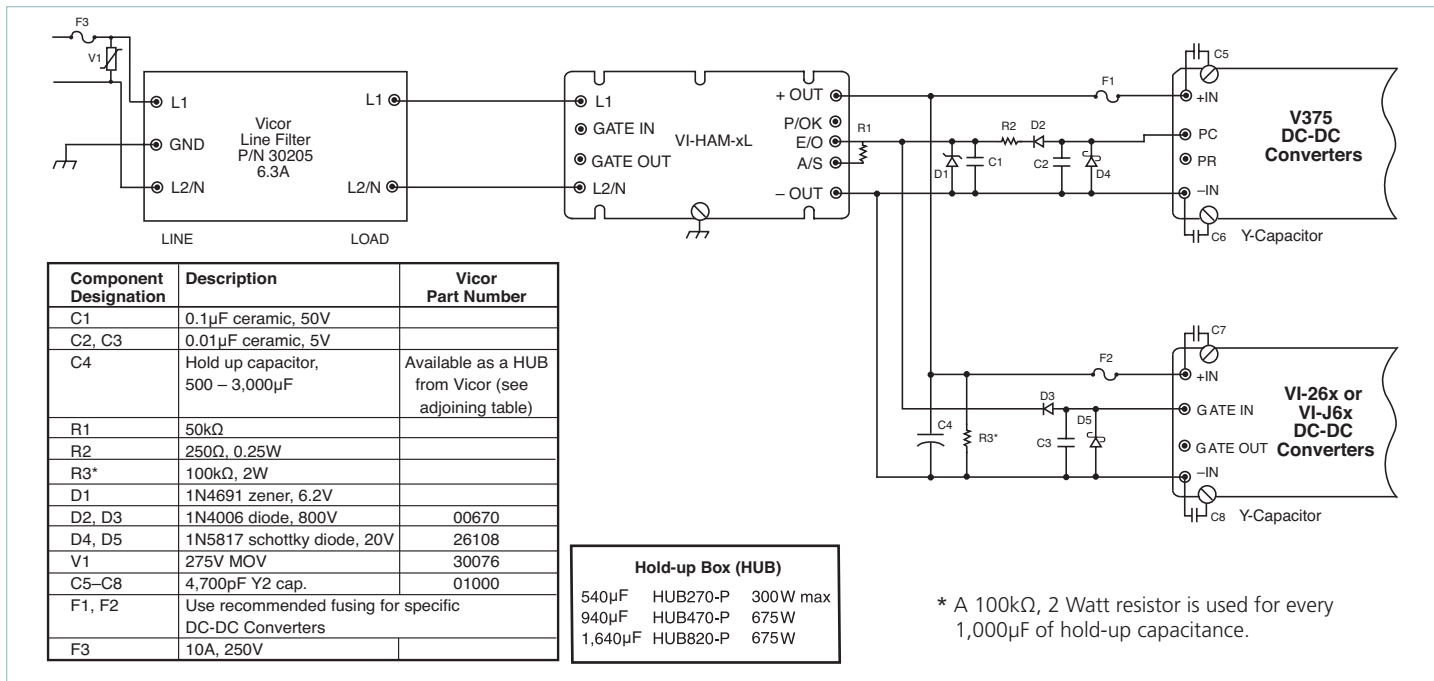 F3
V1
L1
GND
L2/N
Vicor
Line Filter
P/N 30205
6.3A
L1
L2/N
LINE
LOAD
L1
GATE IN
GATE OUT
L2/N
VI-HAM-xL
+ OUT
P/OK
E/O
A/S
– OUT
R1
D1
C1
R2
D2
C2
D4
F1
C5
+IN
PC
PR
–IN
V375
DC-DC
Converters
C6
Y-Capacitor
C4
R3*
D3
C3
D5
F2
C7
+IN
GATE IN
GATE OUT
–IN
VI-26x or
VI-J6x
DC-DC
Converters
C8
Y-Capacitor
Component Designation Description Vicor Part Number
C1 0.1µF ceramic, 50V
C2, C3 0.01µF ceramic, 5V
C4 Hold up capacitor, Available as a HUB
500 – 3,000µF from Vicor (see
adjoining table)
R1 50kΩ
R2 250Ω, 0.25W
R3* 100kΩ, 2W
D1 1N4691 zener, 6.2V
D2, D3 1N4006 diode, 800V 00670
D4, D5 1N5817 schottky diode, 20V 26108
V1 275V MOV 30076
C5–C8 4,700pF Y2 cap. 01000
F1, F2 Use recommended fusing for specific
DC-DC Converters
F3 10A, 250V
Hold-up Box (HUB)
540µF HUB270-P 300W max
940µF HUB470-P 675W
1,640µF HUB820-P 675W
* A 100kΩ, 2 Watt resistor is used for every
1,000µF of hold-up capacitance.